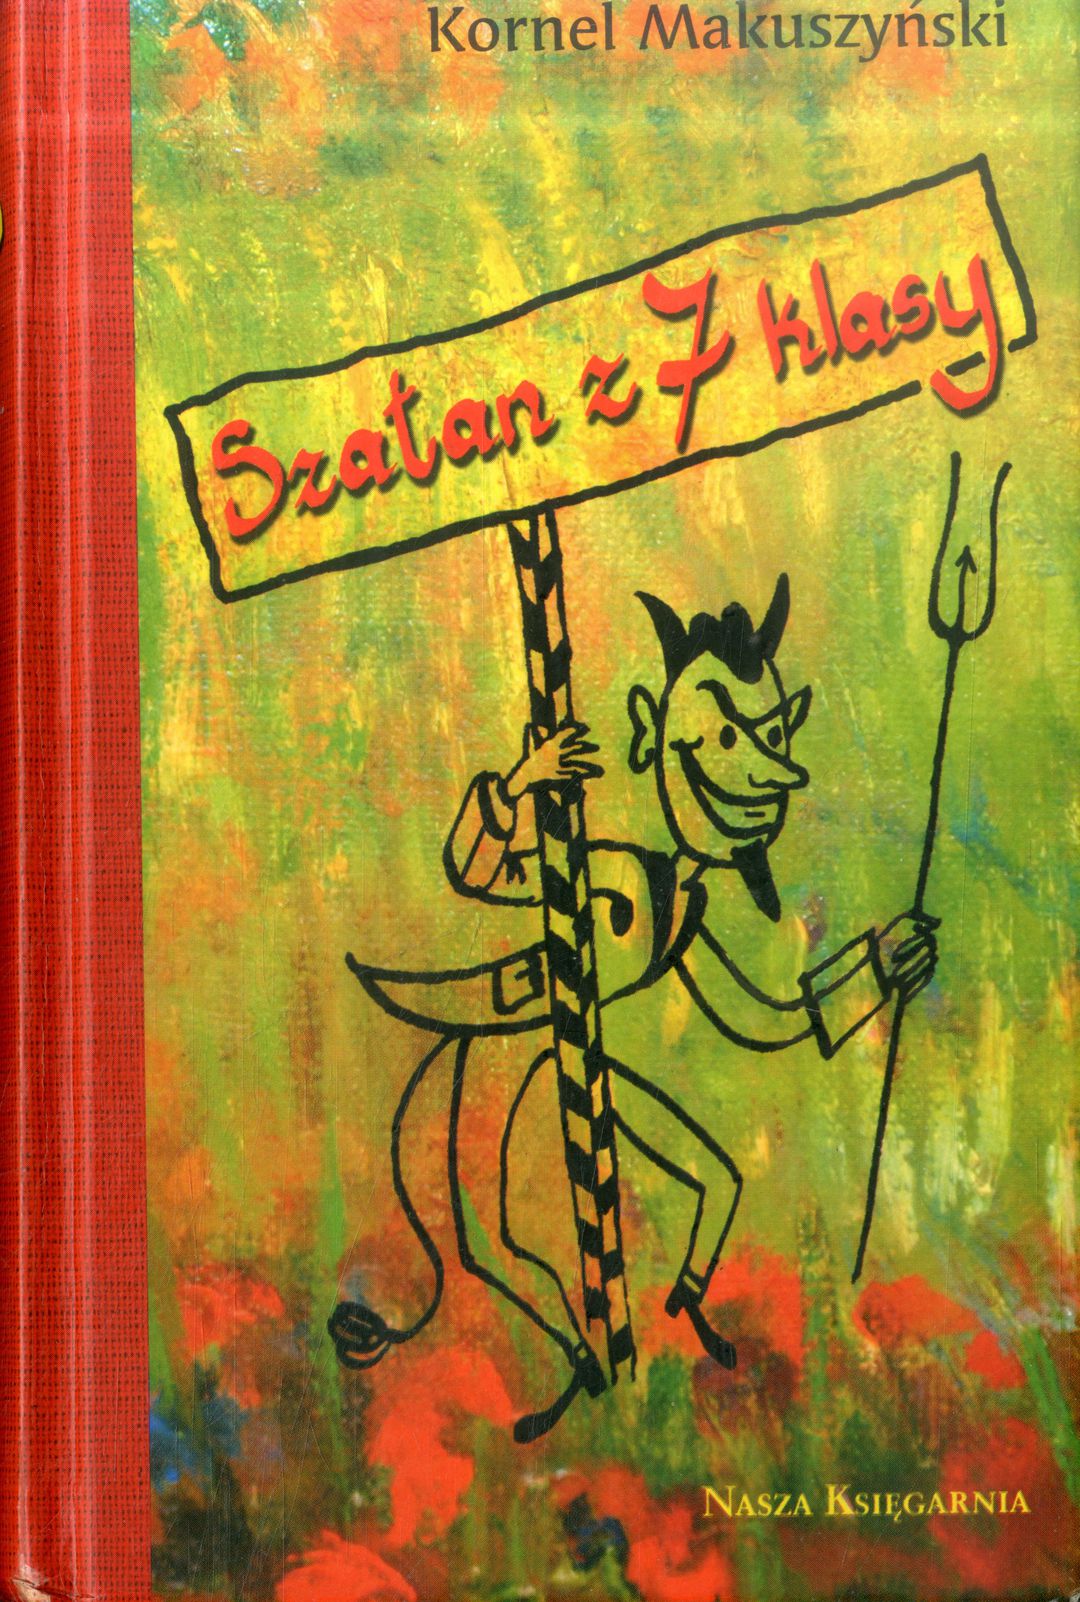 Kornel Makuszyński
Szatan z 7 klasy
Nasza Księgarnia